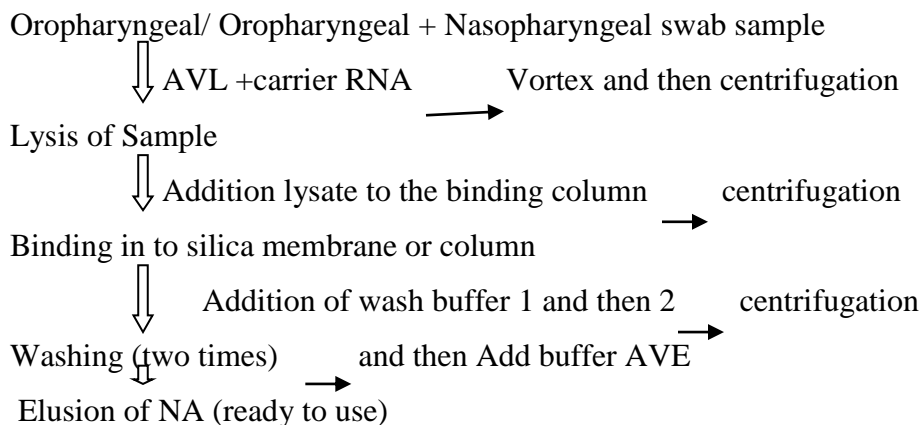 Oropharyngeal/ Oropharyngeal + Nasopharyngeal swab sample
AVL +carrier RNA Vortex and then centrifugation
Lysis of Sample
Addition lysate to the binding column centrifugation
Binding in to silica membrane or column
Addition of wash buffer 1 and then 2 centrifugation
Washing (two times) and then Add buffer AVE
Elusion of NA (ready to use)